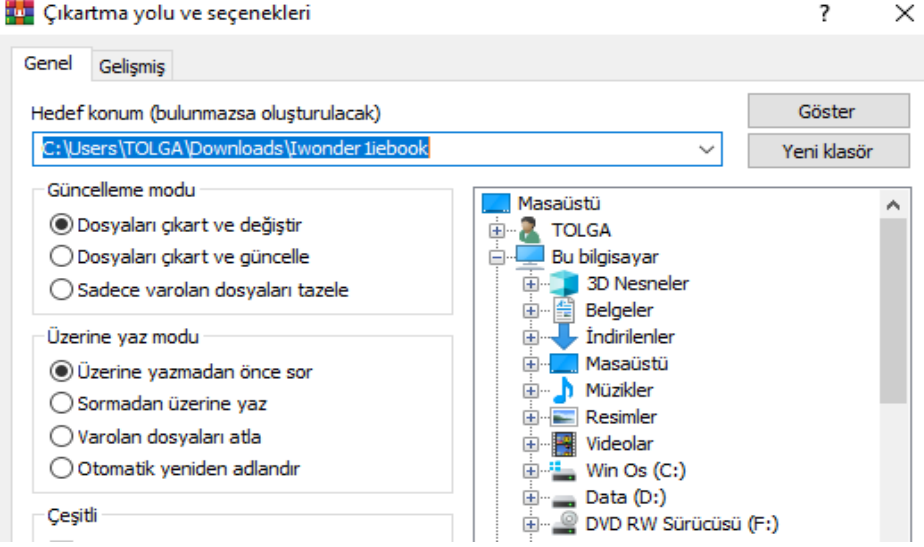 Çıkartma yolu ve seçenekleri
?
Genel
Gelişmiş
Hedef konum (bulunmazsa oluşturulacak)
C:\Users\TOLGA\Downloads\Iwonder1iebook
Göster
Yeni klasör
Güncelleme modu
Dosyaları çıkart ve değiştir
Dosyaları çıkart ve güncelle
Sadece varolan dosyaları tazele
Üzerine yaz modu
Üzerine yazmadan önce sor
Sormadan üzerine yaz
Varolan dosyaları atla
Otomatik yeniden adlandır
Çeşitli
Masaüstü
TOLGA
Bu bilgisayar
3D Nesneler
Belgeler
İndirilenler
Masaüstü
Müzikler
Resimler
Videolar
Win Os (C:)
Data (D:)
DVD RW Sürücüsü (F:)